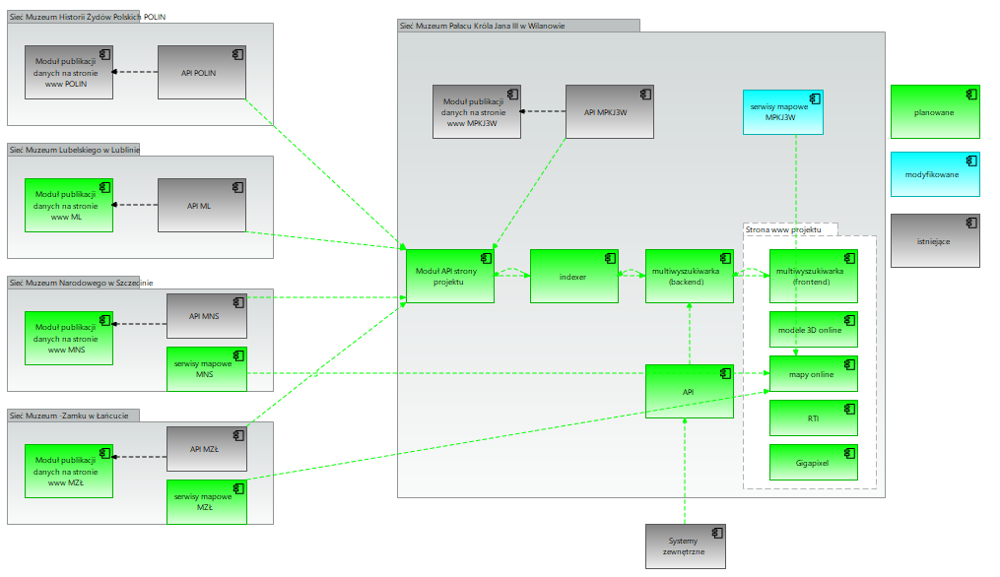 Sieć Muzeum Historii Żydów Polskich POLIN
Moduł publikacji
danych na stronie
www POLIN
API POLIN
Sieć Muzeum Lubelskiego w Lublinie
Moduł publikacji
danych na stronie
www ML
API ML
Sieć Muzeum Narodowego w Szczecinie
Moduł publikacji
danych na stronie
www MNS
API MNS
serwisy mapowe
MNS
Sieć Muzeum -Zamku w Łańcucie
Moduł publikacji
danych na stronie
www MZŁ
API MZŁ
serwisy mapowe
MZŁ
Sieć Muzeum Pałacu Króla Jana III w Wilanowie
Moduł publikacji
danych na stronie
www MPKJ3W
API MPKJ3W
serwisy mapowe
MPKJ3W
Moduł API strony
projektu
indexer
multiwyszukiwarka
(backend)
API
Strona www projektu
multiwyszukiwarka
(frontend)
modele 3D online
mapy online
RTI
Gigapixel
Systemy
zewnętrzne
planowane
modyfikowane
istniejące